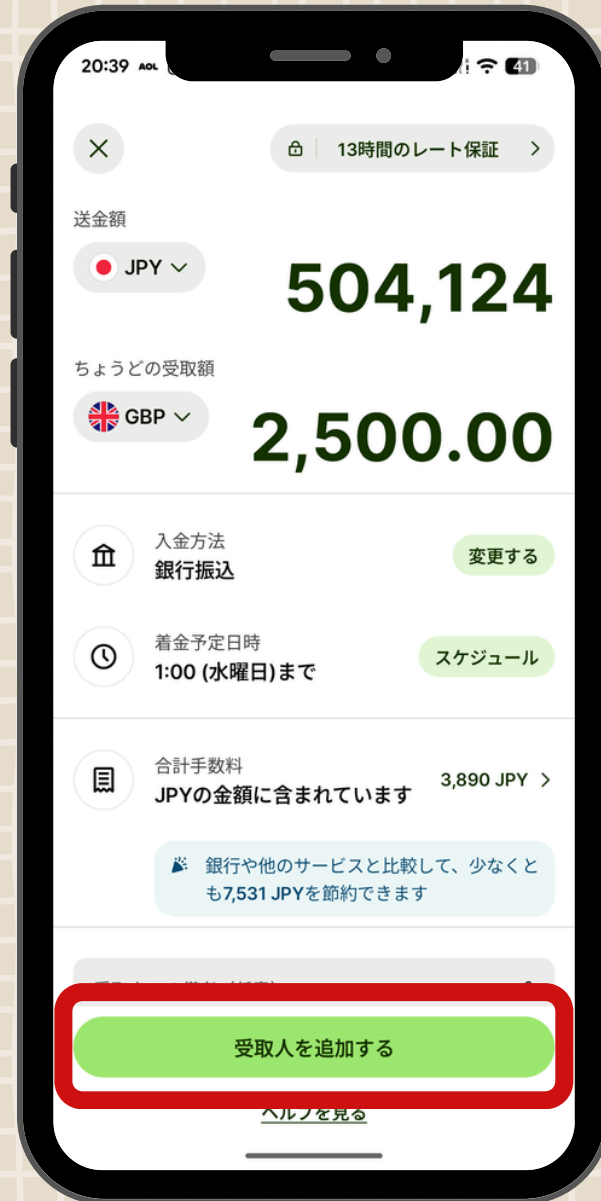 20:39 AOL
41
13時間のレート保証
送金額
JPY
504,124
ちょうどの受取額
GBP
2,500.00
入金方法
銀行振込
変更する
着金予定日時
1:00 (水曜日)まで
スケジュール
合計手数料
JPYの金額に含まれています
3,890 JPY
銀行や他のサービスと比較して、少なくと
も7,531 JPYを節約できます
受取人を追加する
ヘルプを見る